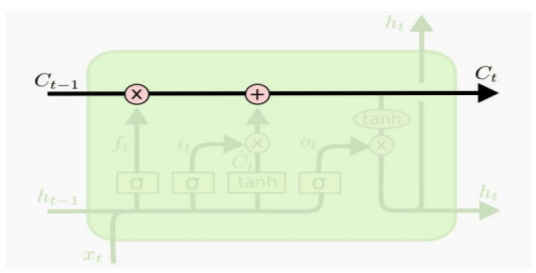 h_t
C_{t-1} × + C_t
tanh
f_t i_t × C̃_t o_t ×
σ σ tanh σ
h_{t-1} h_t
x_t